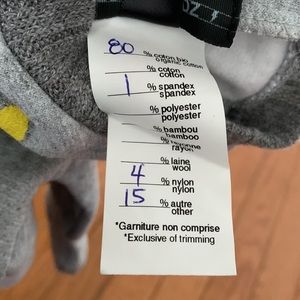 80 % coton bio
organic cotton
% coton
cotton
1 % spandex
spandex
% polyester
polyester
% bambou
bamboo
rayon
% laine
wool
4 % nylon
nylon
15 % autre
other
*Garniture non comprise
*Exclusive of trimming